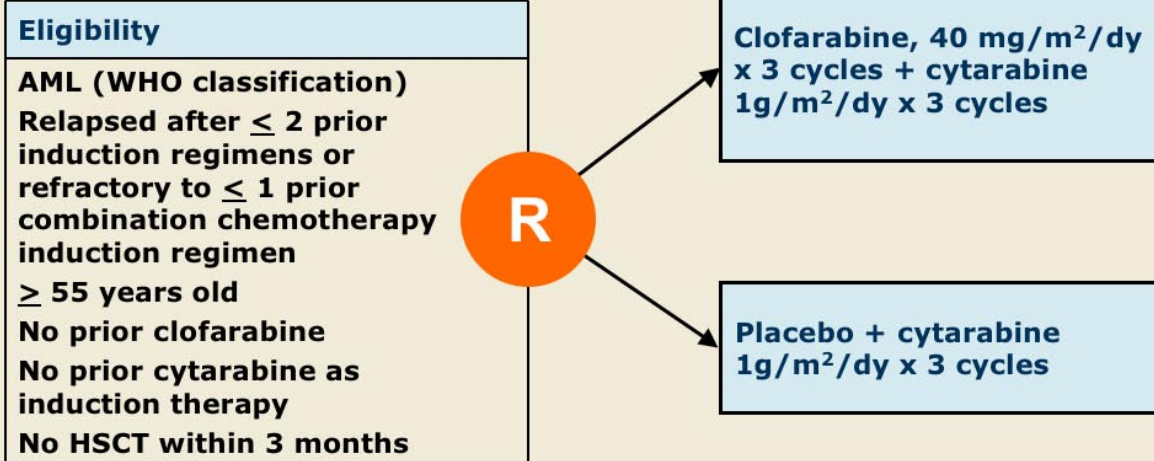 Eligibility
AML (WHO classification)
Relapsed after ≤ 2 prior
induction regimens or
refractory to ≤ 1 prior
combination chemotherapy
induction regimen
≥ 55 years old
No prior clofarabine
No prior cytarabine as
induction therapy
No HSCT within 3 months
R
Clofarabine, 40 mg/m²/dy
x 3 cycles + cytarabine
1g/m²/dy x 3 cycles
Placebo + cytarabine
1g/m²/dy x 3 cycles